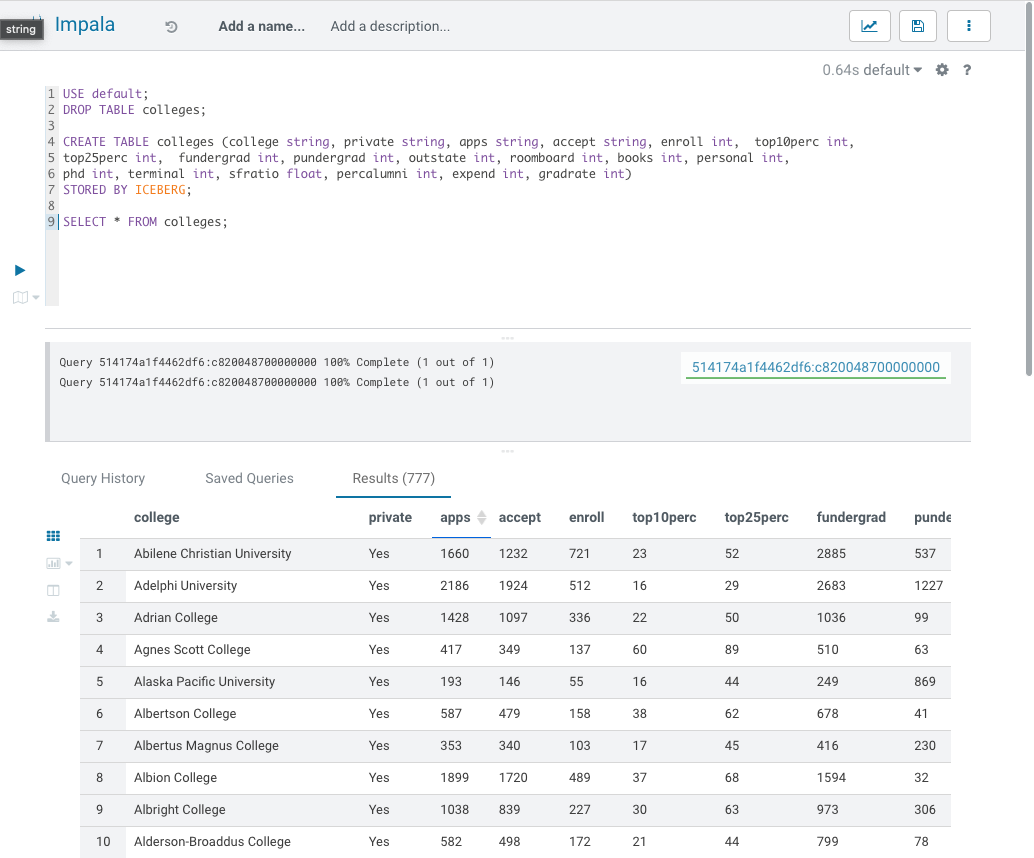 string
Impala
Add a name... Add a description...
0.64s default ?
1 USE default;
2 DROP TABLE colleges;
3
4 CREATE TABLE colleges (college string, private string, apps string, accept string, enroll int,  top10perc int,
5 top25perc int,  fundergrad int, pundergrad int, outstate int, roomboard int, books int, personal int,
6 phd int, terminal int, sfratio float, percalumni int, expend int, gradrate int)
7 STORED BY ICEBERG;
8
9 SELECT * FROM colleges;
Query 514174a1f4462df6:c820048700000000 100% Complete (1 out of 1)
Query 514174a1f4462df6:c820048700000000 100% Complete (1 out of 1)
514174a1f4462df6:c820048700000000
Query History Saved Queries Results (777)
college private apps accept enroll top10perc top25perc fundergrad punde
1 Abilene Christian University Yes 1660 1232 721 23 52 2885 537
2 Adelphi University Yes 2186 1924 512 16 29 2683 1227
3 Adrian College Yes 1428 1097 336 22 50 1036 99
4 Agnes Scott College Yes 417 349 137 60 89 510 63
5 Alaska Pacific University Yes 193 146 55 16 44 249 869
6 Albertson College Yes 587 479 158 38 62 678 41
7 Albertus Magnus College Yes 353 340 103 17 45 416 230
8 Albion College Yes 1899 1720 489 37 68 1594 32
9 Albright College Yes 1038 839 227 30 63 973 306
10 Alderson-Broaddus College Yes 582 498 172 21 44 799 78